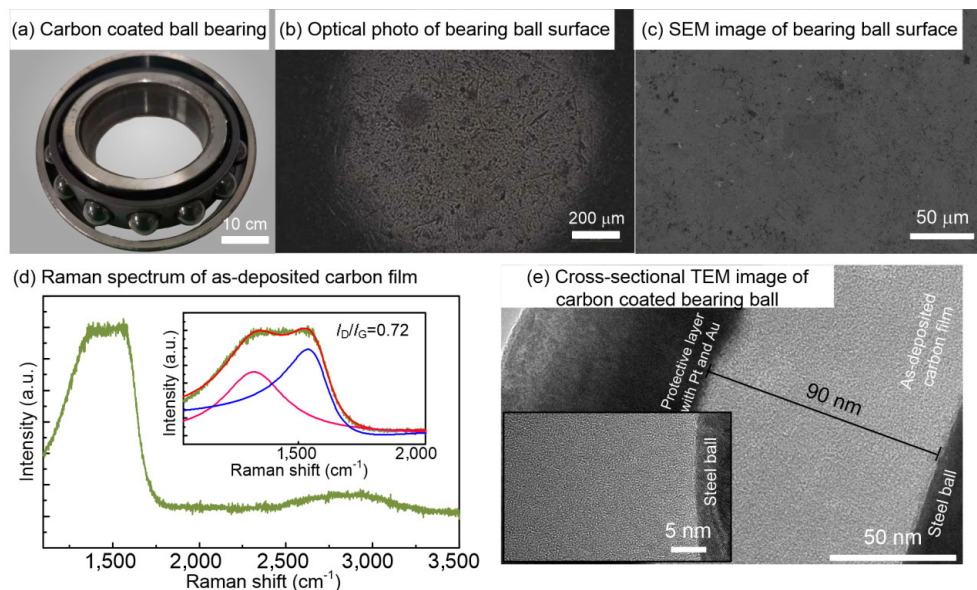 (a) Carbon coated ball bearing
10 cm
(b) Optical photo of bearing ball surface
200 μm
(c) SEM image of bearing ball surface
50 μm
(d) Raman spectrum of as-deposited carbon film
Intensity (a.u.)
1,500 2,000 2,500 3,000 3,500
Raman shift (cm⁻¹)
I_D/I_G=0.72
Intensity (a.u.)
1,500 2,000
Raman shift (cm⁻¹)
(e) Cross-sectional TEM image of
carbon coated bearing ball
Protective layer
with Pt and Au
90 nm
As-deposited
carbon film
Steel ball
50 nm
Steel ball
5 nm